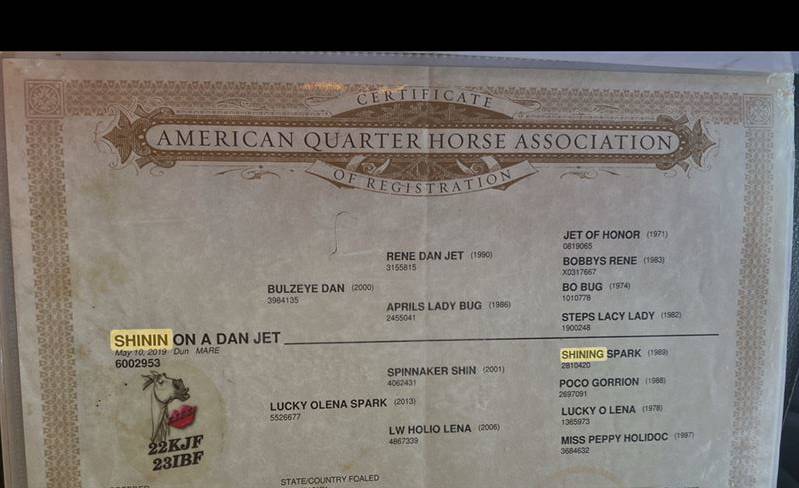 CERTIFICATE
AMERICAN QUARTER HORSE ASSOCIATION
OF REGISTRATION
JET OF HONOR (1971)
0819065
RENE DAN JET (1990)
3155815
BOBBYS RENE (1983)
X0317667
BULZEYE DAN (2000)
3984135
BO BUG (1974)
1010778
APRILS LADY BUG (1986)
2455041
STEPS LACY LADY (1982)
1900248
SHININ ON A DAN JET
May 10, 2019 Dun MARE
6002953
SHINING SPARK (1989)
2810420
SPINNAKER SHIN (2001)
4062431
POCO GORRION (1988)
2697091
LUCKY OLENA SPARK (2013)
5526677
LUCKY O LENA (1978)
1365973
LW HOLIO LENA (2006)
4867339
MISS PEPPY HOLIDOC (1997)
3684632
22KJF
23IBF
STATE/COUNTRY FOALED